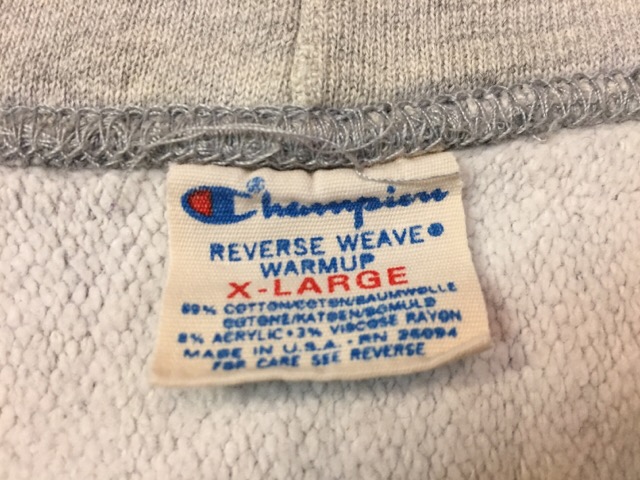 Champion®
REVERSE WEAVE®
WARMUP
X-LARGE
89% COTTON/COTON/BAUMWOLLE
COTONE/KATOEN/BOMULD
8% ACRYLIC • 3% VISCOSE RAYON
MADE IN U.S.A. • RN 26094
FOR CARE SEE REVERSE